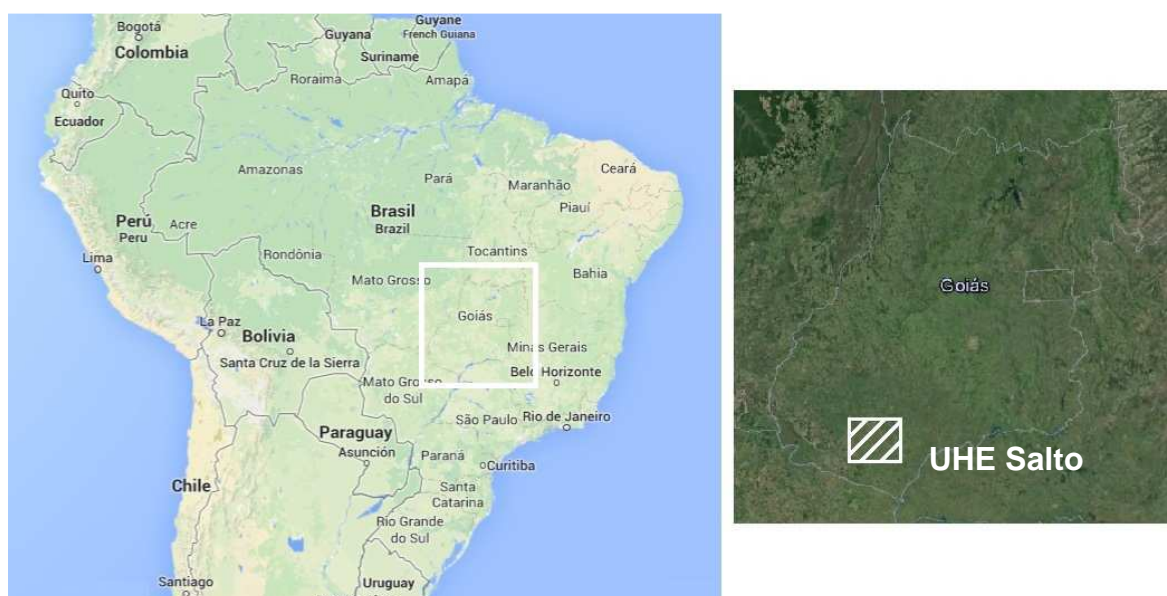 Bogotá
Colombia
Guyane
French Guiana
Guyana
Suriname
Roraima
Amapá
Quito
Ecuador
Amazonas
Pará
Maranhão
Ceará
Piauí
Brasil
Brazil
Perú
Peru
Acre
Lima
Rondônia
Tocantins
Mato Grosso
Bahia
Goiás
La Paz
Bolivia
Santa Cruz de la Sierra
Minas Gerais
Belo Horizonte
Mato Grosso
do Sul
São Paulo
Rio de Janeiro
Paraguay
Asunción
Paraná
Curitiba
Santa
Catarina
Chile
Rio Grande
do Sul
Santiago
Uruguay
Goiás
UHE Salto